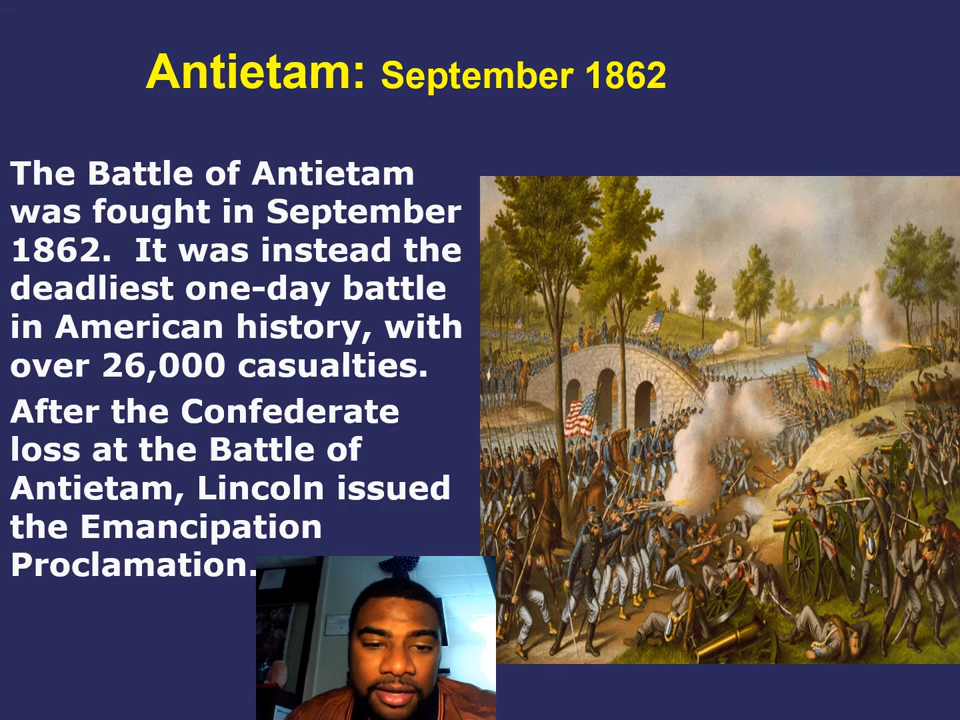 Antietam: September 1862
The Battle of Antietam
was fought in September
1862.  It was instead the
deadliest one-day battle
in American history, with
over 26,000 casualties.
After the Confederate
loss at the Battle of
Antietam, Lincoln issued
the Emancipation
Proclamation.